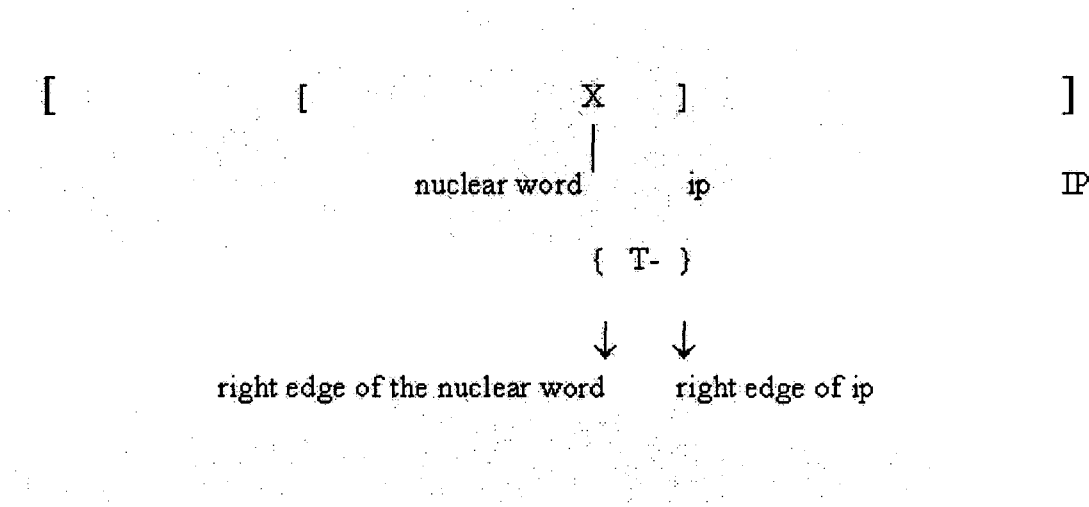 [ [ X ] ]
nuclear word ip IP
{ T- }
↓ ↓
right edge of the nuclear word right edge of ip